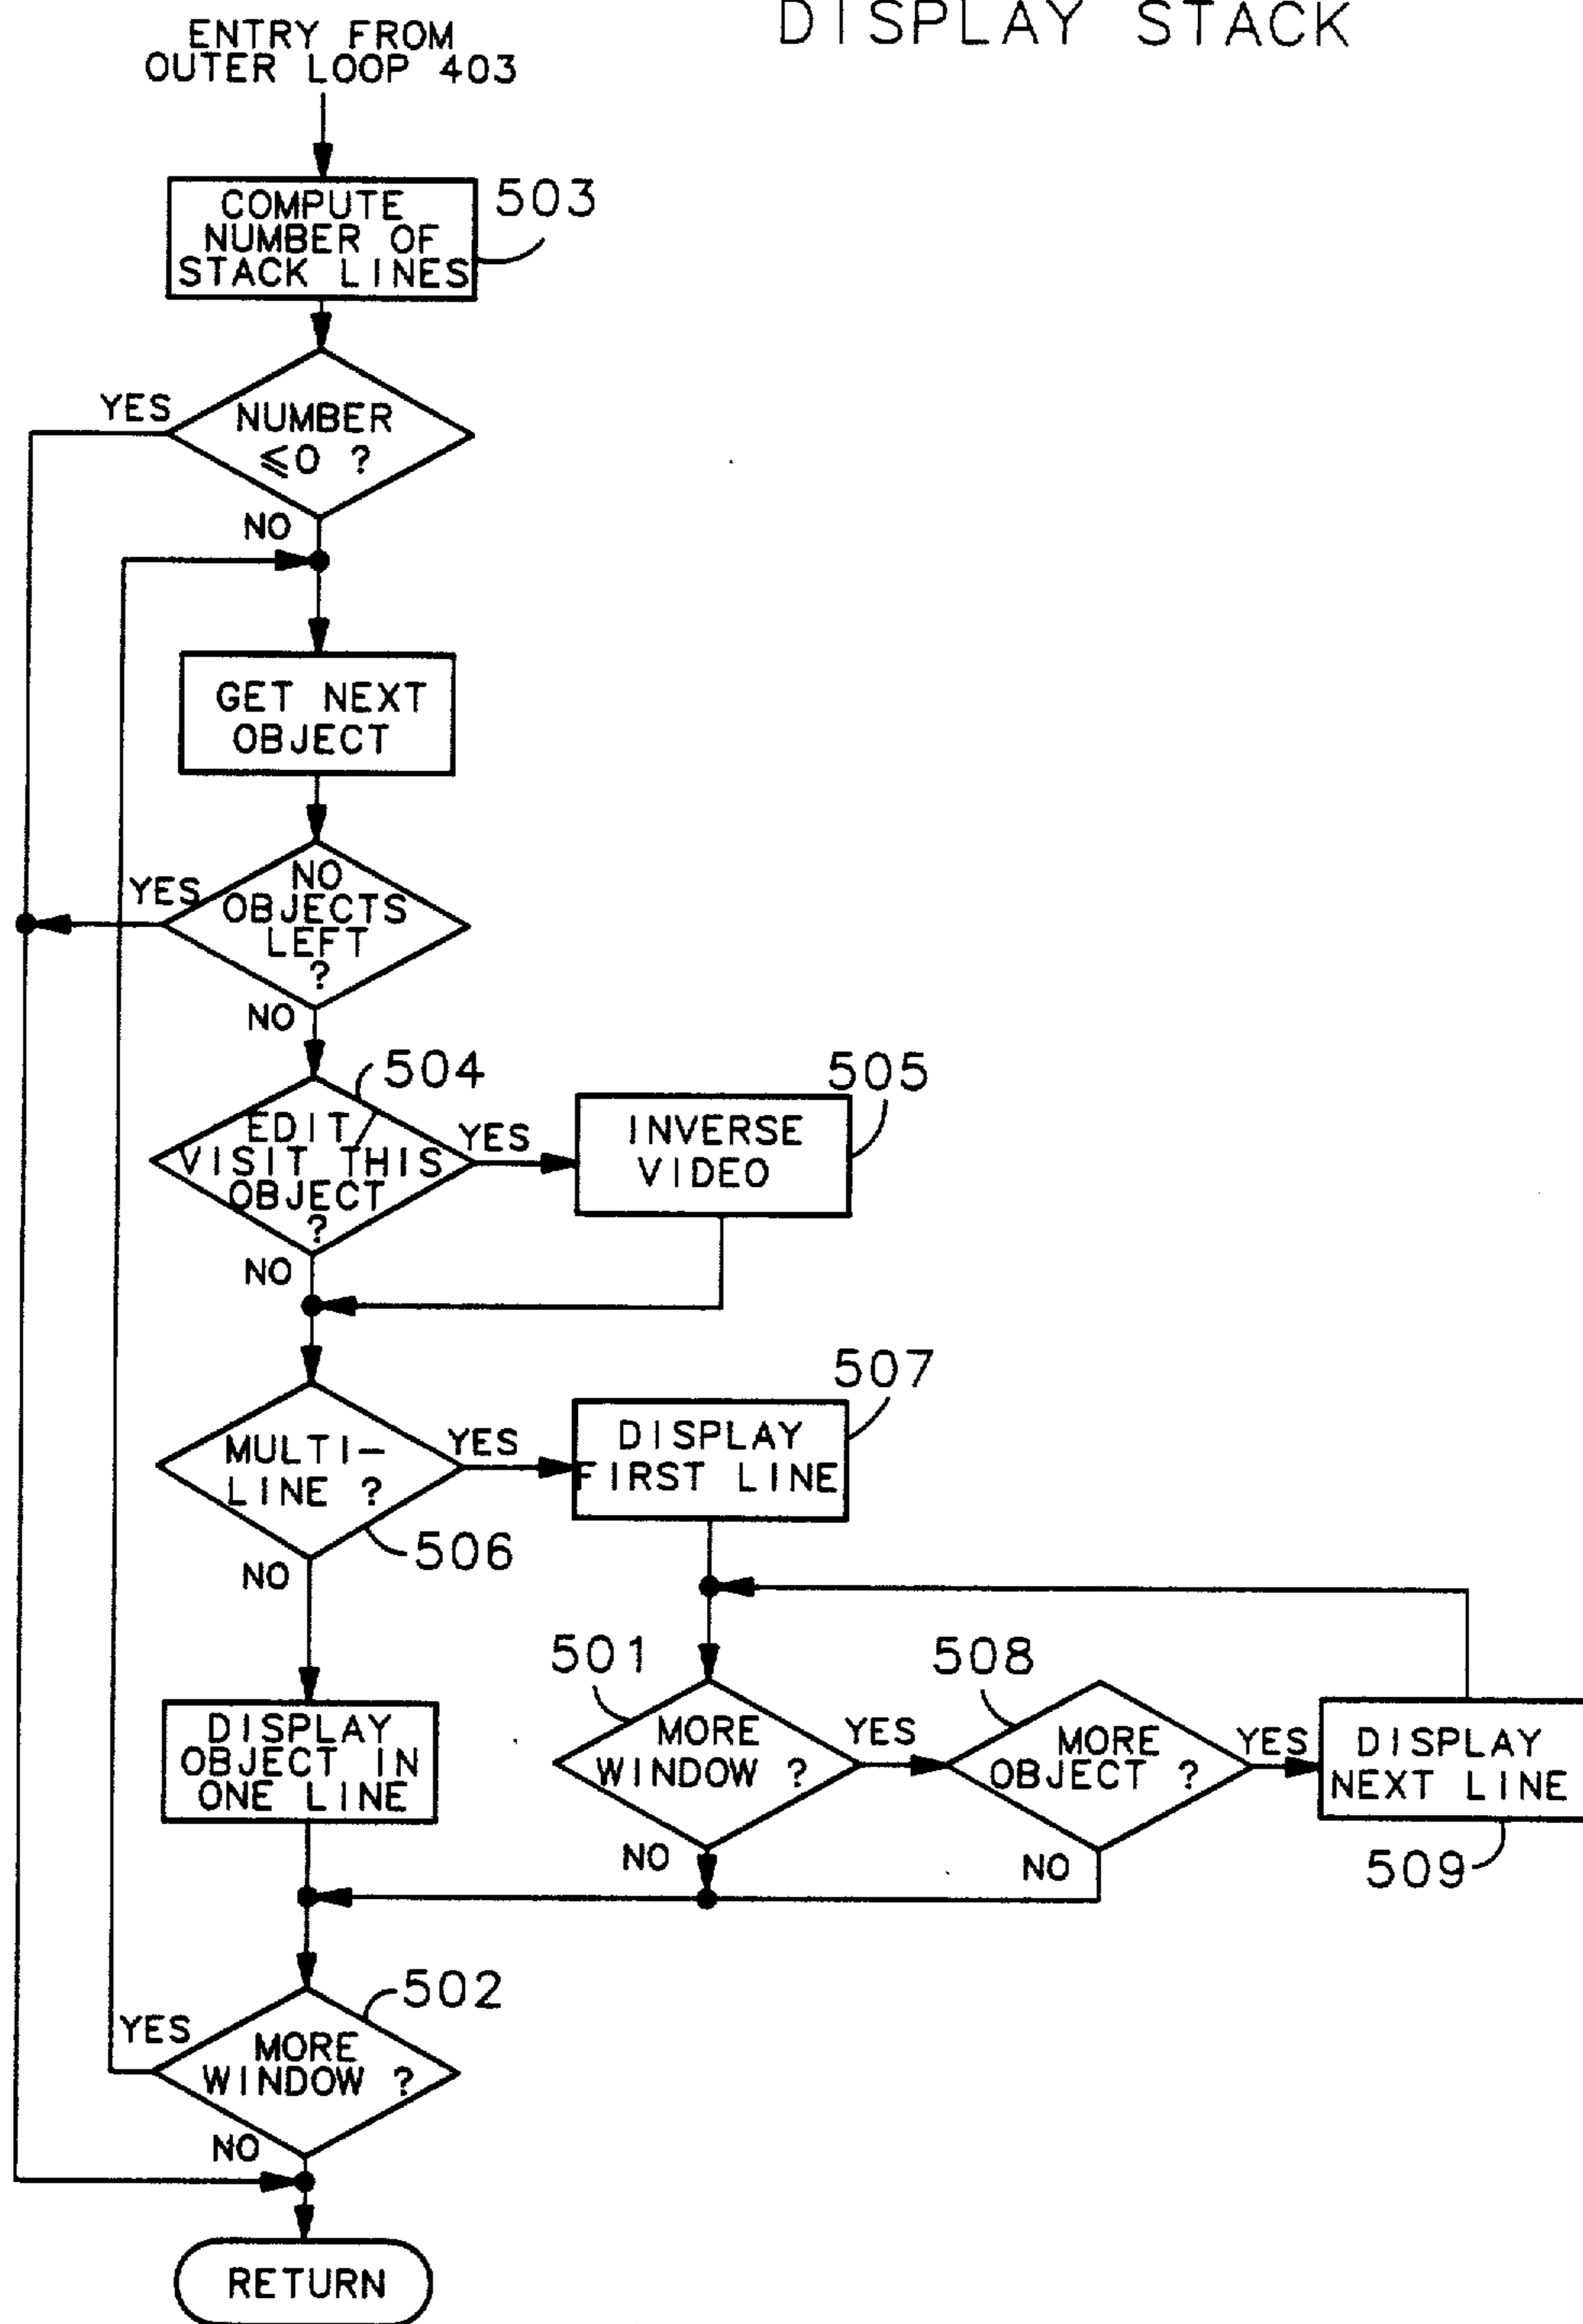 DISPLAY STACK
ENTRY FROM
OUTER LOOP 403
COMPUTE
NUMBER OF
STACK LINES
503
YES
NUMBER
≤0 ?
NO
GET NEXT
OBJECT
YES
NO
OBJECTS
LEFT
?
NO
504
EDIT/
VISIT THIS
OBJECT
?
YES
505
INVERSE
VIDEO
NO
507
MULTI-
LINE ?
YES
DISPLAY
FIRST LINE
506
NO
501
508
DISPLAY
OBJECT IN
ONE LINE
MORE
WINDOW ?
YES
MORE
OBJECT ?
YES
DISPLAY
NEXT LINE
NO
NO
509
502
YES
MORE
WINDOW ?
NO
RETURN